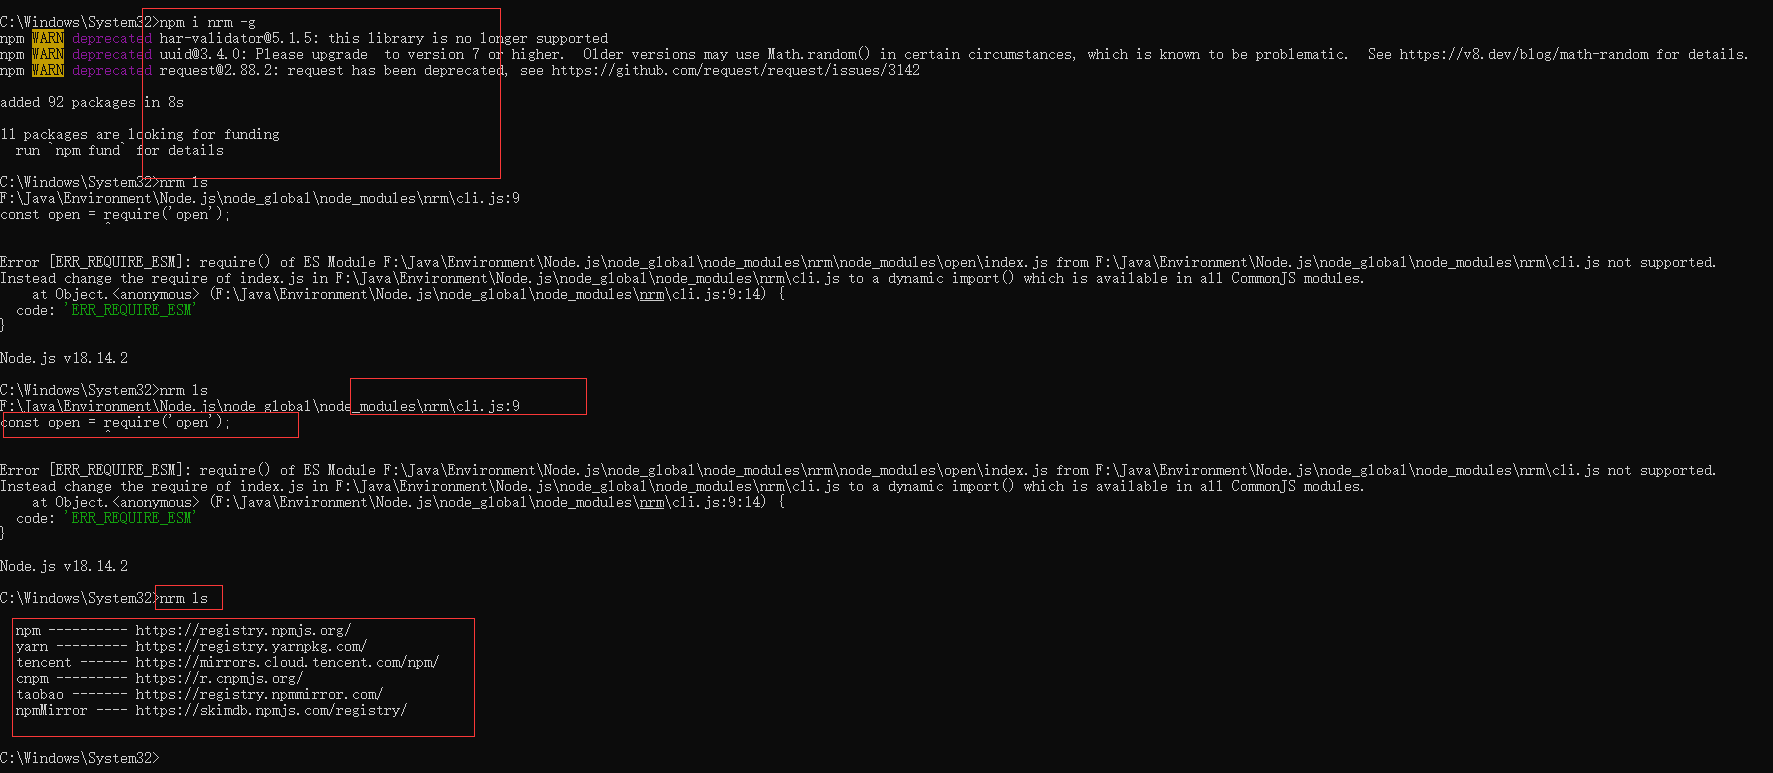 C:\Windows\System32>npm i nrm -g
npm WARN deprecated har-validator@5.1.5: this library is no longer supported
npm WARN deprecated uuid@3.4.0: Please upgrade  to version 7 or higher.  Older versions may use Math.random() in certain circumstances, which is known to be problematic.  See https://v8.dev/blog/math-random for details.
npm WARN deprecated request@2.88.2: request has been deprecated, see https://github.com/request/request/issues/3142
added 92 packages in 8s
11 packages are looking for funding
  run `npm fund` for details
C:\Windows\System32>nrm ls
F:\Java\Environment\Node.js\node_global\node_modules\nrm\cli.js:9
const open = require('open');
             ^
Error [ERR_REQUIRE_ESM]: require() of ES Module F:\Java\Environment\Node.js\node_global\node_modules\nrm\node_modules\open\index.js from F:\Java\Environment\Node.js\node_global\node_modules\nrm\cli.js not supported.
Instead change the require of index.js in F:\Java\Environment\Node.js\node_global\node_modules\nrm\cli.js to a dynamic import() which is available in all CommonJS modules.
    at Object.<anonymous> (F:\Java\Environment\Node.js\node_global\node_modules\nrm\cli.js:9:14) {
  code: 'ERR_REQUIRE_ESM'
}
Node.js v18.14.2
C:\Windows\System32>nrm ls
F:\Java\Environment\Node.js\node_global\node_modules\nrm\cli.js:9
const open = require('open');
             ^
Error [ERR_REQUIRE_ESM]: require() of ES Module F:\Java\Environment\Node.js\node_global\node_modules\nrm\node_modules\open\index.js from F:\Java\Environment\Node.js\node_global\node_modules\nrm\cli.js not supported.
Instead change the require of index.js in F:\Java\Environment\Node.js\node_global\node_modules\nrm\cli.js to a dynamic import() which is available in all CommonJS modules.
    at Object.<anonymous> (F:\Java\Environment\Node.js\node_global\node_modules\nrm\cli.js:9:14) {
  code: 'ERR_REQUIRE_ESM'
}
Node.js v18.14.2
C:\Windows\System32>nrm ls
  npm ---------- https://registry.npmjs.org/
  yarn --------- https://registry.yarnpkg.com/
  tencent ------ https://mirrors.cloud.tencent.com/npm/
  cnpm --------- https://r.cnpmjs.org/
  taobao ------- https://registry.npmmirror.com/
  npmMirror ---- https://skimdb.npmjs.com/registry/
C:\Windows\System32>